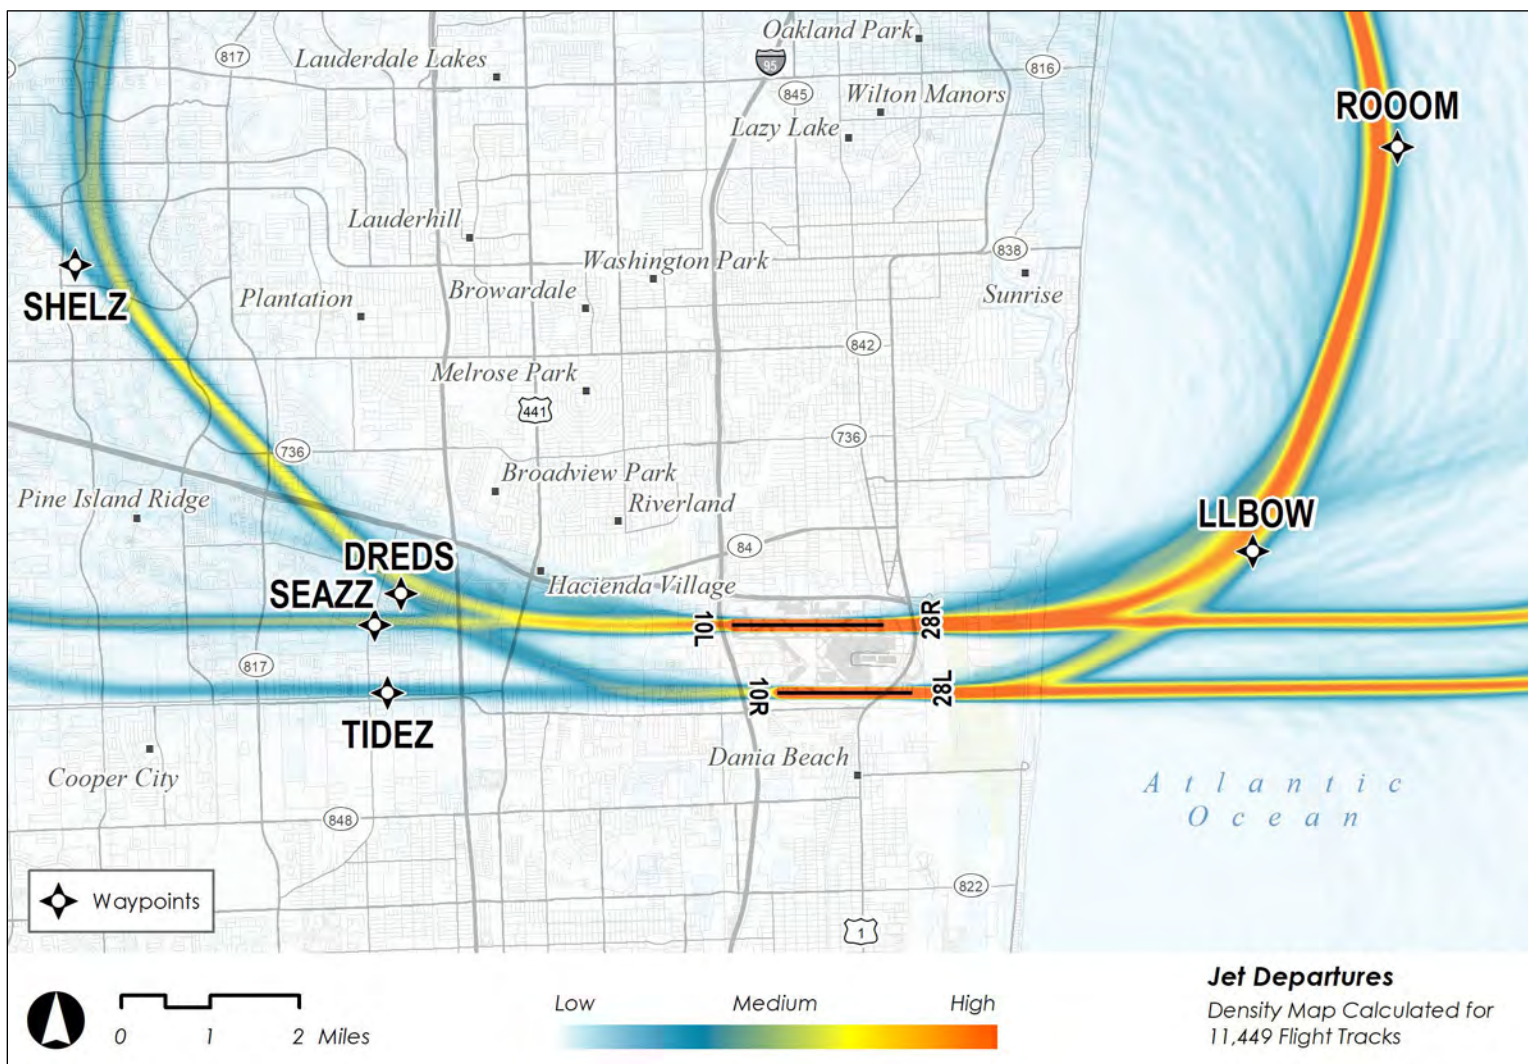 Oakland Park
817
Lauderdale Lakes
95
816
845
Wilton Manors
ROOOM
Lazy Lake
Lauderhill
838
Washington Park
SHELZ
Plantation
Browardale
Sunrise
842
Melrose Park
441
736
736
Broadview Park
Pine Island Ridge
Riverland
LLBOW
84
DREDS
SEAZZ
Hacienda Village
10L
28R
817
10R
28L
TIDEZ
Dania Beach
Cooper City
Atlantic
Ocean
848
822
Waypoints
1
Jet Departures
Low Medium High
Density Map Calculated for
11,449 Flight Tracks
0 1 2 Miles